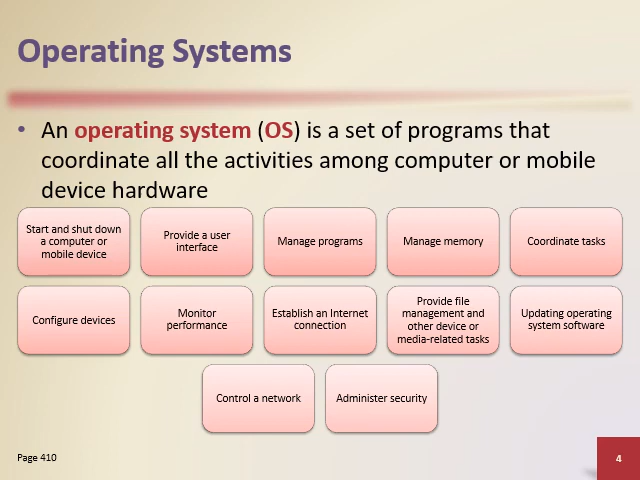 Operating Systems
• An operating system (OS) is a set of programs that
coordinate all the activities among computer or mobile
device hardware
Start and shut down
a computer or
mobile device
Provide a user
interface
Manage programs
Manage memory
Coordinate tasks
Configure devices
Monitor
performance
Establish an Internet
connection
Provide file
management and
other device or
media-related tasks
Updating operating
system software
Control a network
Administer security
Page 410
4